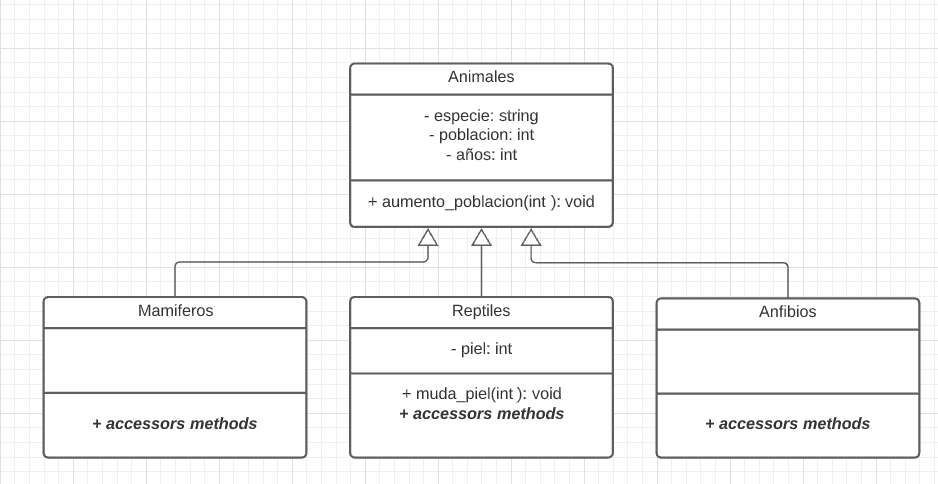 Animales
- especie: string
- poblacion: int
- años: int
+ aumento_poblacion(int ): void
Mamiferos
+ accessors methods
Reptiles
- piel: int
+ muda_piel(int ): void
+ accessors methods
Anfibios
+ accessors methods